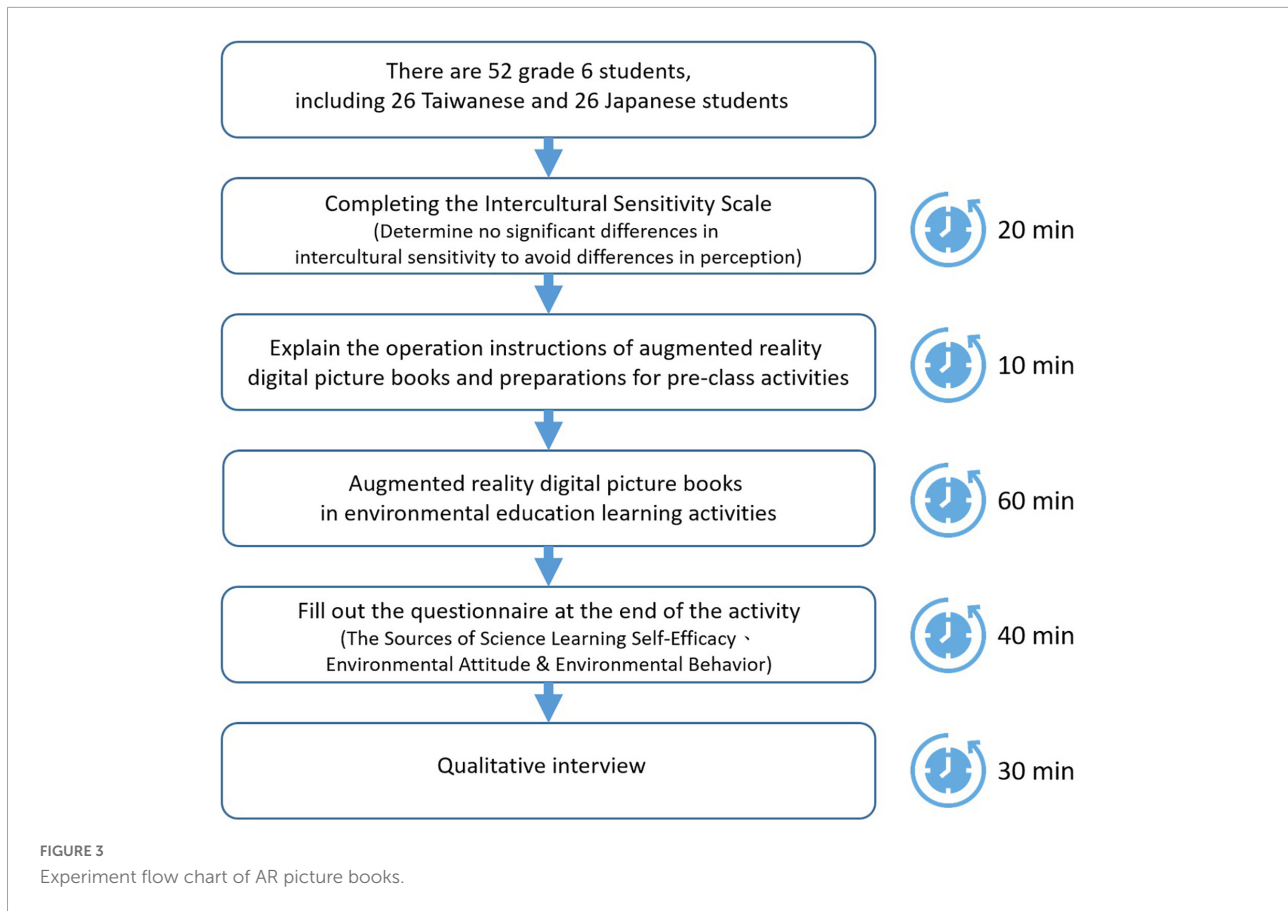 There are 52 grade 6 students,
including 26 Taiwanese and 26 Japanese students
Completing the Intercultural Sensitivity Scale
(Determine no significant differences in
intercultural sensitivity to avoid differences in perception)
20 min
Explain the operation instructions of augmented reality
digital picture books and preparations for pre-class activities
10 min
Augmented reality digital picture books
in environmental education learning activities
60 min
Fill out the questionnaire at the end of the activity
(The Sources of Science Learning Self-Efficacy、
Environmental Attitude & Environmental Behavior)
40 min
Qualitative interview
30 min
FIGURE 3
Experiment flow chart of AR picture books.